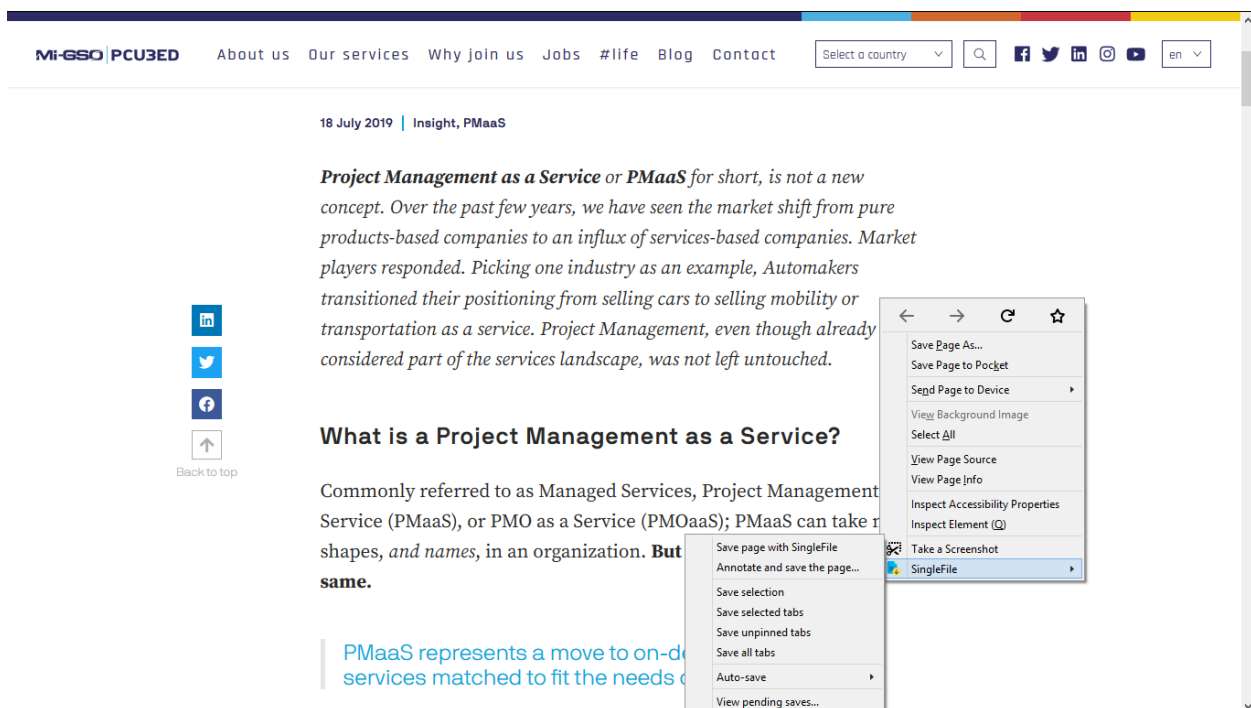 Mi-GSO PCU3ED About us Our services Why join us Jobs #life Blog Contact Select a country en
18 July 2019 Insight, PMaaS
Project Management as a Service or PMaaS for short, is not a new
concept. Over the past few years, we have seen the market shift from pure
products-based companies to an influx of services-based companies. Market
players responded. Picking one industry as an example, Automakers
transitioned their positioning from selling cars to selling mobility or
transportation as a service. Project Management, even though already
considered part of the services landscape, was not left untouched.
Back to top
What is a Project Management as a Service?
Commonly referred to as Managed Services, Project Management
Service (PMaaS), or PMO as a Service (PMOaaS); PMaaS can take
shapes, and names, in an organization. But
same.
PMaaS represents a move to on-de
services matched to fit the needs
Save Page As...
Save Page to Pocket
Send Page to Device
View Background Image
Select All
View Page Source
View Page Info
Inspect Accessibility Properties
Inspect Element (Q)
Take a Screenshot
SingleFile
Save page with SingleFile
Annotate and save the page...
Save selection
Save selected tabs
Save unpinned tabs
Save all tabs
Auto-save
View pending saves...